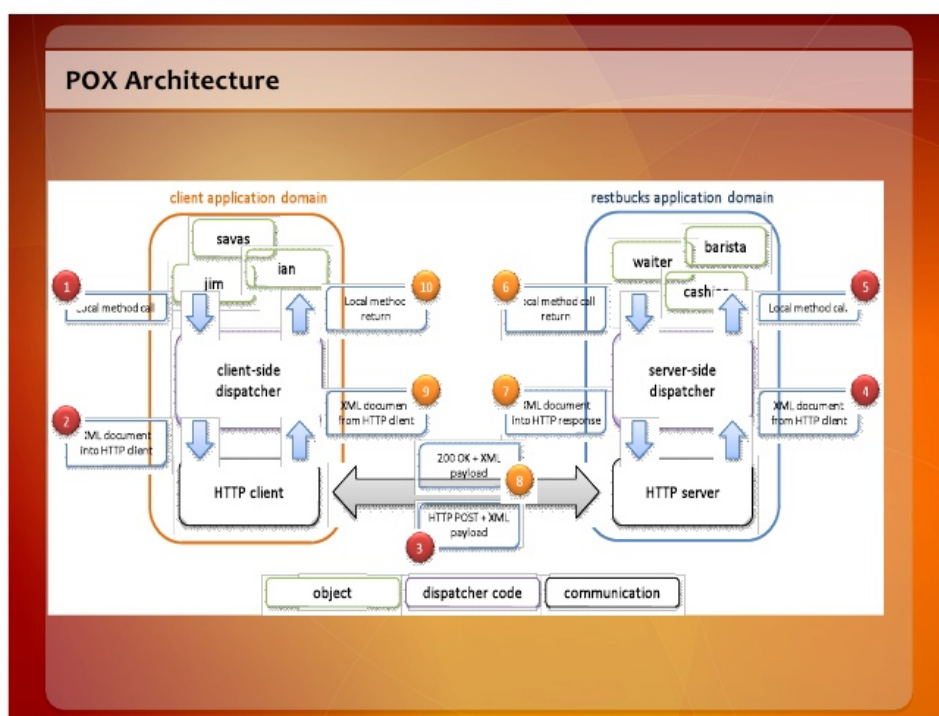 POX Architecture
client application domain
restbucks application domain
savas
ian
jim
barista
waiter
cashier
1
Local method call
10
Local method
return
6
Local method call
return
5
Local method call
client-side
dispatcher
server-side
dispatcher
2
XML document
into HTTP client
9
XML document
from HTTP client
7
XML document
into HTTP response
4
XML document
from HTTP client
200 OK + XML
payload
8
HTTP client
HTTP server
HTTP POST + XML
payload
3
object
dispatcher code
communication